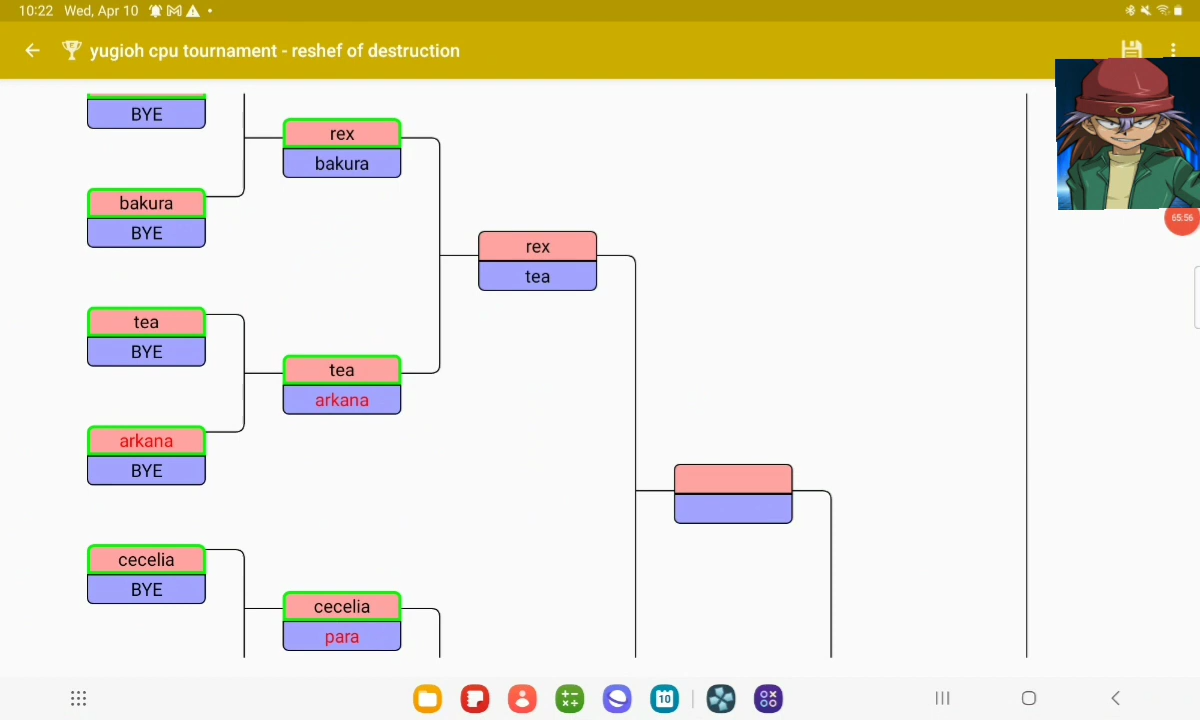 10:22 Wed, Apr 10
yugioh cpu tournament - reshef of destruction
BYE
rex
bakura
bakura
BYE
rex
tea
tea
BYE
tea
arkana
arkana
BYE
cecelia
BYE
cecelia
para
65:56
10